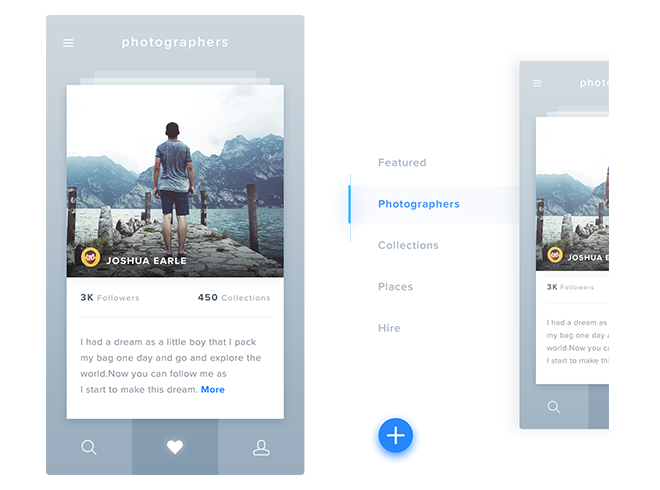 photographers
JOSHUA EARLE
3K Followers
450 Collections
I had a dream as a little boy that I pack
my bag one day and go and explore the
world.Now you can follow me as
I start to make this dream. More
Featured
Photographers
Collections
Places
Hire
photo
JOSHUA E
3K Followers
I had a dream as
my bag one day a
world.Now you ca
I start to make thi